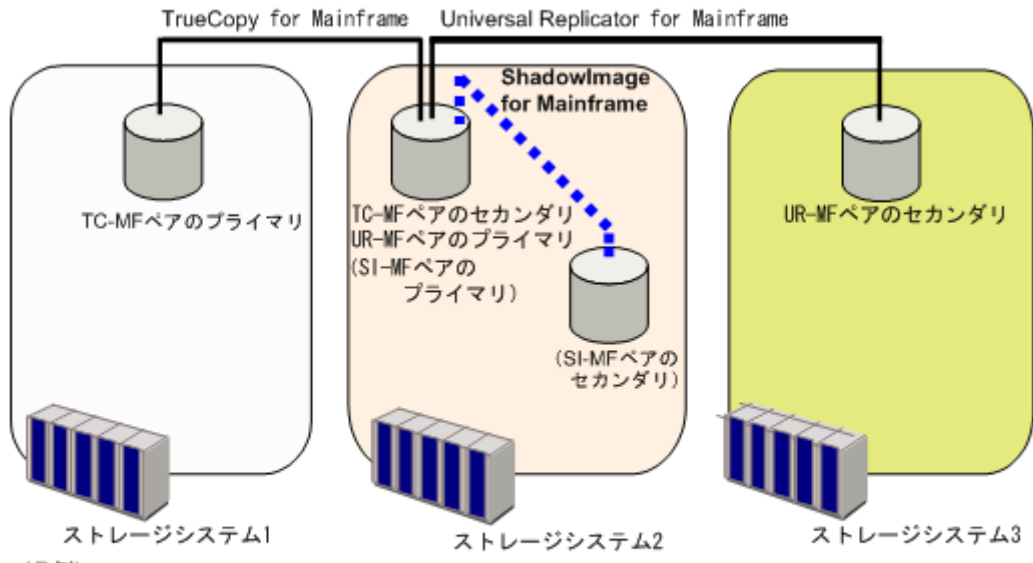 TrueCopy for Mainframe
Universal Replicator for Mainframe
ShadowImage
for Mainframe
TC-MFペアのプライマリ
TC-MFペアのセカンダリ
UR-MFペアのプライマリ
(SI-MFペアの
プライマリ)
(SI-MFペアの
セカンダリ)
UR-MFペアのセカンダリ
ストレージシステム1
ストレージシステム2
ストレージシステム3